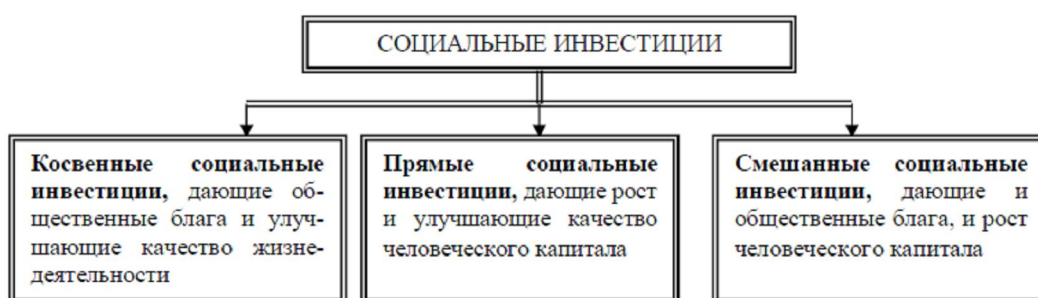 СОЦИАЛЬНЫЕ ИНВЕСТИЦИИ
Косвенные социальные
инвестиции, дающие об-
щественные блага и улуч-
шающие качество жизне-
деятельности
Прямые социальные
инвестиции, дающие рост
и улучшающие качество
человеческого капитала
Смешанные социальные
инвестиции, дающие и
общественные блага, и рост
человеческого капитала